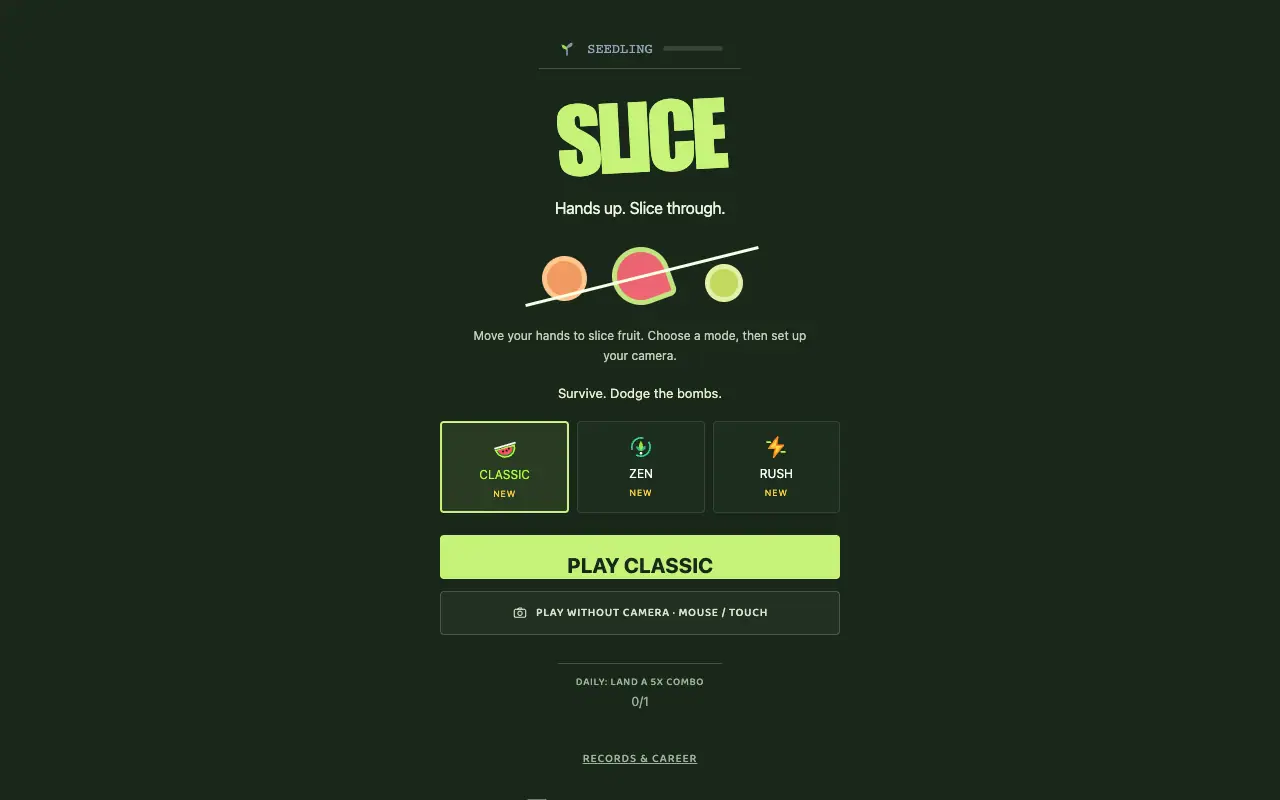 SEEDLING
SLICE
Hands up. Slice through.
Move your hands to slice fruit. Choose a mode, then set up
your camera.
Survive. Dodge the bombs.
CLASSIC
NEW
ZEN
NEW
RUSH
NEW
PLAY CLASSIC
PLAY WITHOUT CAMERA · MOUSE / TOUCH
DAILY: LAND A 5X COMBO
0/1
RECORDS & CAREER